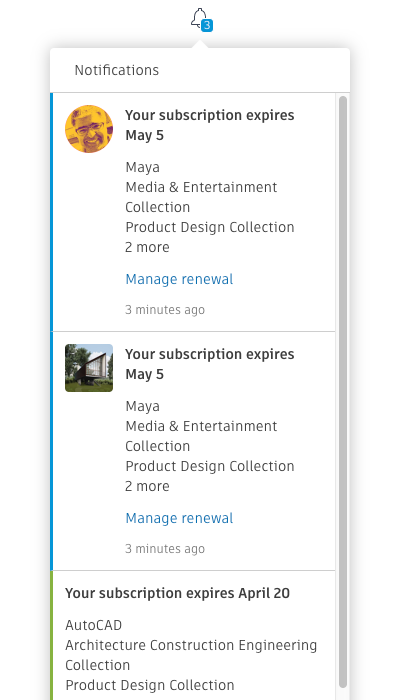 3
Notifications
Your subscription expires
May 5
Maya
Media & Entertainment
Collection
Product Design Collection
2 more
Manage renewal
3 minutes ago
Your subscription expires
May 5
Maya
Media & Entertainment
Collection
Product Design Collection
2 more
Manage renewal
3 minutes ago
Your subscription expires April 20
AutoCAD
Architecture Construction Engineering
Collection
Product Design Collection